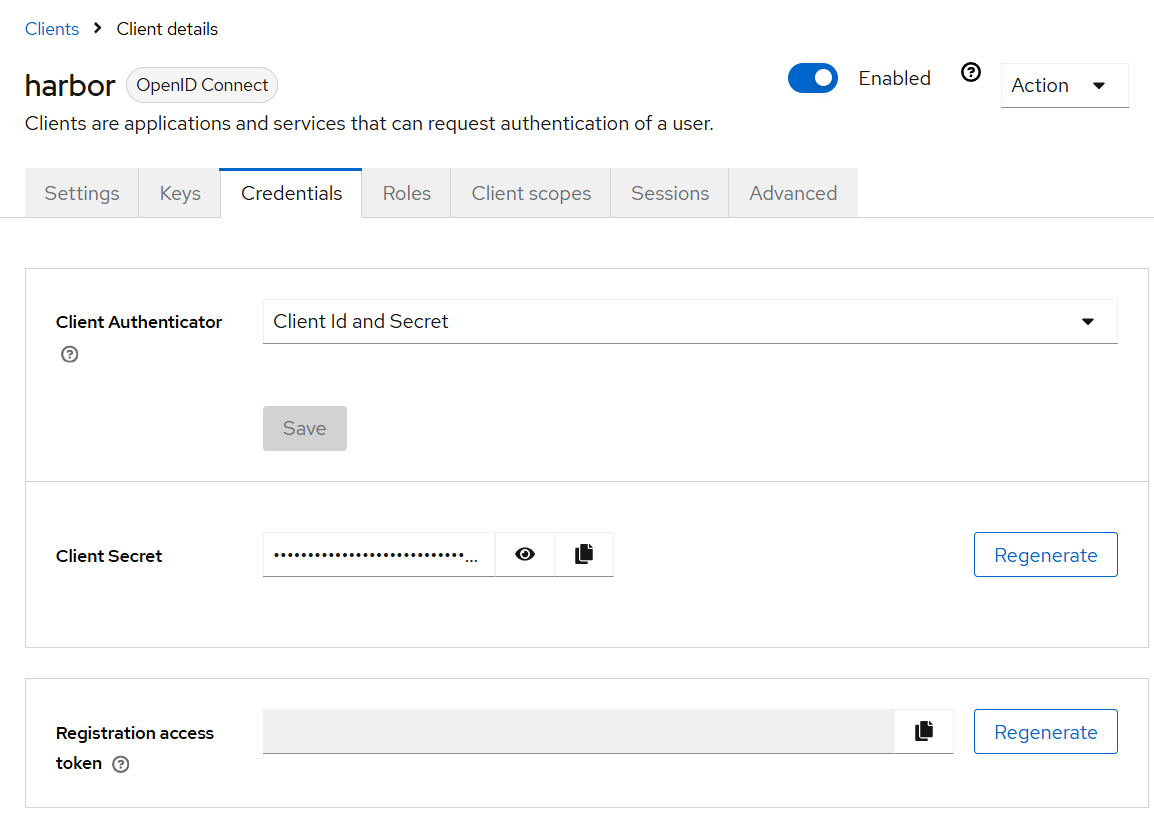 Clients > Client details
harbor OpenID Connect Enabled Action
Clients are applications and services that can request authentication of a user.
Settings Keys Credentials Roles Client scopes Sessions Advanced
Client Authenticator Client Id and Secret
Save
Client Secret ••••••••••••••••••••••••••••... Regenerate
Registration access
token
Regenerate